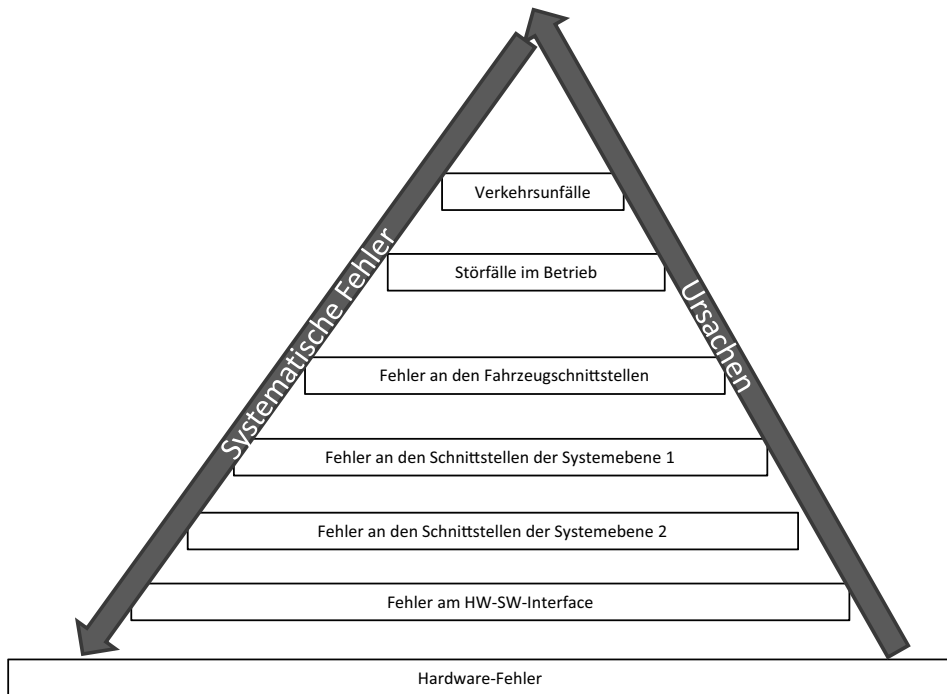 Verkehrsunfälle
Störfälle im Betrieb
Systematische Fehler
Ursachen
Fehler an den Fahrzeugschnittstellen
Fehler an den Schnittstellen der Systemebene 1
Fehler an den Schnittstellen der Systemebene 2
Fehler am HW-SW-Interface
Hardware-Fehler